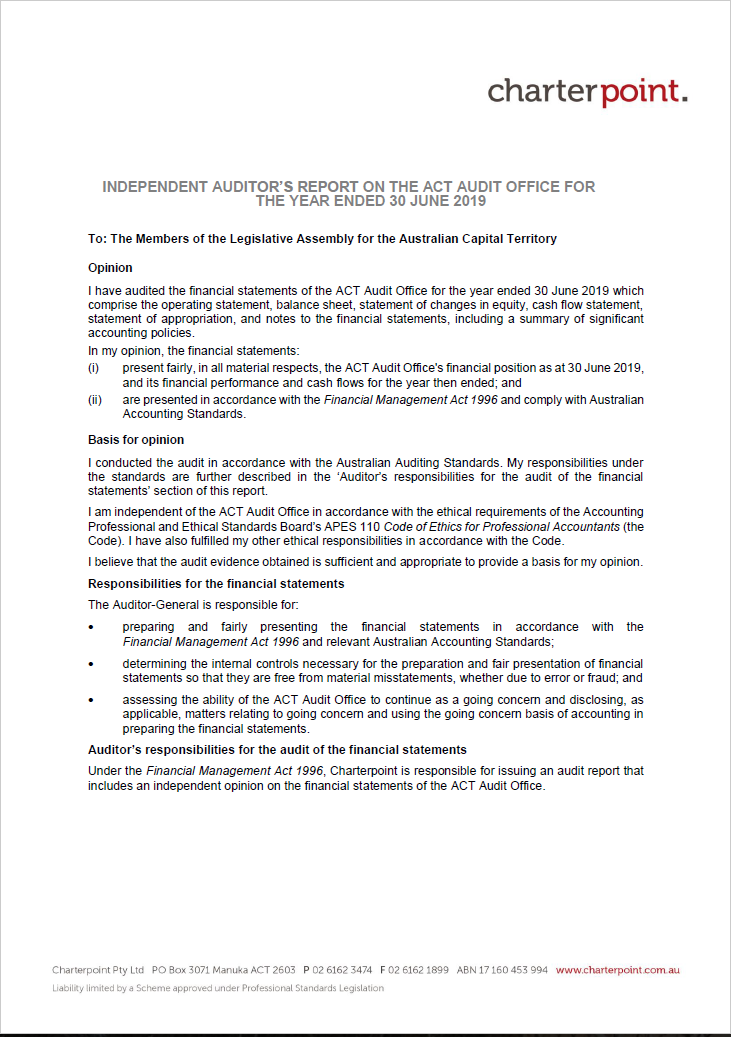 charterpoint.
INDEPENDENT AUDITOR'S REPORT ON THE ACT AUDIT OFFICE FOR
THE YEAR ENDED 30 JUNE 2019
To: The Members of the Legislative Assembly for the Australian Capital Territory
Opinion
I have audited the financial statements of the ACT Audit Office for the year ended 30 June 2019 which
comprise the operating statement, balance sheet, statement of changes in equity, cash flow statement,
statement of appropriation, and notes to the financial statements, including a summary of significant
accounting policies.
In my opinion, the financial statements:
(i) present fairly, in all material respects, the ACT Audit Office's financial position as at 30 June 2019,
and its financial performance and cash flows for the year then ended; and
(ii) are presented in accordance with the Financial Management Act 1996 and comply with Australian
Accounting Standards.
Basis for opinion
I conducted the audit in accordance with the Australian Auditing Standards. My responsibilities under
the standards are further described in the 'Auditor's responsibilities for the audit of the financial
statements' section of this report.
I am independent of the ACT Audit Office in accordance with the ethical requirements of the Accounting
Professional and Ethical Standards Board's APES 110 Code of Ethics for Professional Accountants (the
Code). I have also fulfilled my other ethical responsibilities in accordance with the Code.
I believe that the audit evidence obtained is sufficient and appropriate to provide a basis for my opinion.
Responsibilities for the financial statements
The Auditor-General is responsible for:
• preparing and fairly presenting the financial statements in accordance with the
Financial Management Act 1996 and relevant Australian Accounting Standards;
• determining the internal controls necessary for the preparation and fair presentation of financial
statements so that they are free from material misstatements, whether due to error or fraud; and
• assessing the ability of the ACT Audit Office to continue as a going concern and disclosing, as
applicable, matters relating to going concern and using the going concern basis of accounting in
preparing the financial statements.
Auditor's responsibilities for the audit of the financial statements
Under the Financial Management Act 1996, Charterpoint is responsible for issuing an audit report that
includes an independent opinion on the financial statements of the ACT Audit Office.
Charterpoint Pty Ltd PO Box 3071 Manuka ACT 2603 P 02 6162 3474 F 02 6162 1899 ABN 17 160 453 994 www.charterpoint.com.au
Liability limited by a Scheme approved under Professional Standards Legislation